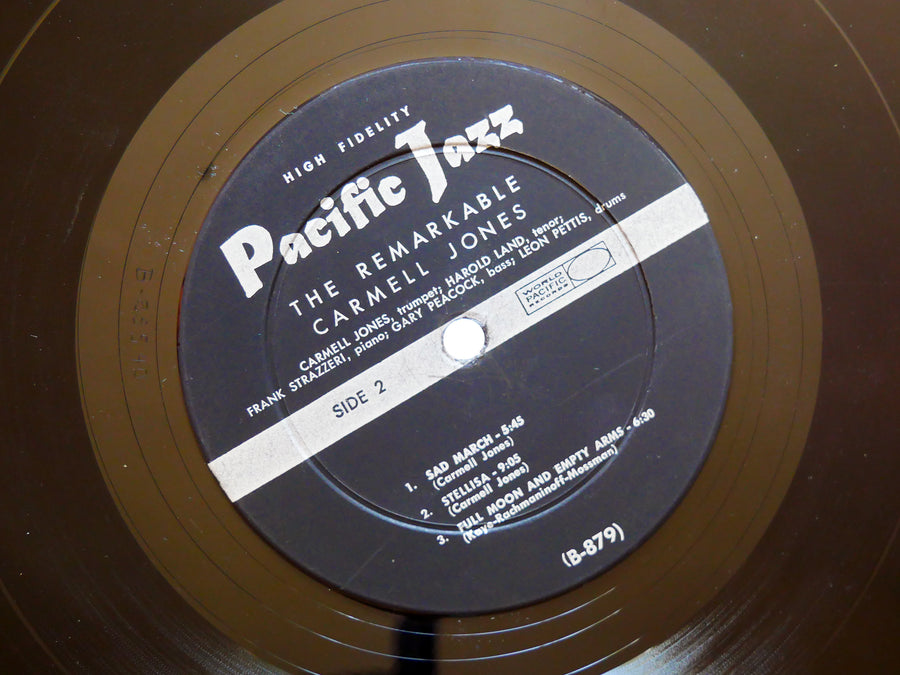 HIGH FIDELITY
Pacific Jazz
THE REMARKABLE
CARMELL JONES
CARMELL JONES, trumpet; HAROLD LAND, tenor;
FRANK STRAZZERI, piano; GARY PEACOCK, bass; LEON PETTIS, drums
WORLD
PACIFIC
RECORDS
SIDE 2
1. SAD MARCH - 5:45
(Carmell Jones)
2. STELLISA - 9:05
(Carmell Jones)
3. FULL MOON AND EMPTY ARMS - 6:30
(Kaye-Rachmaninoff-Mossman)
(B-879)